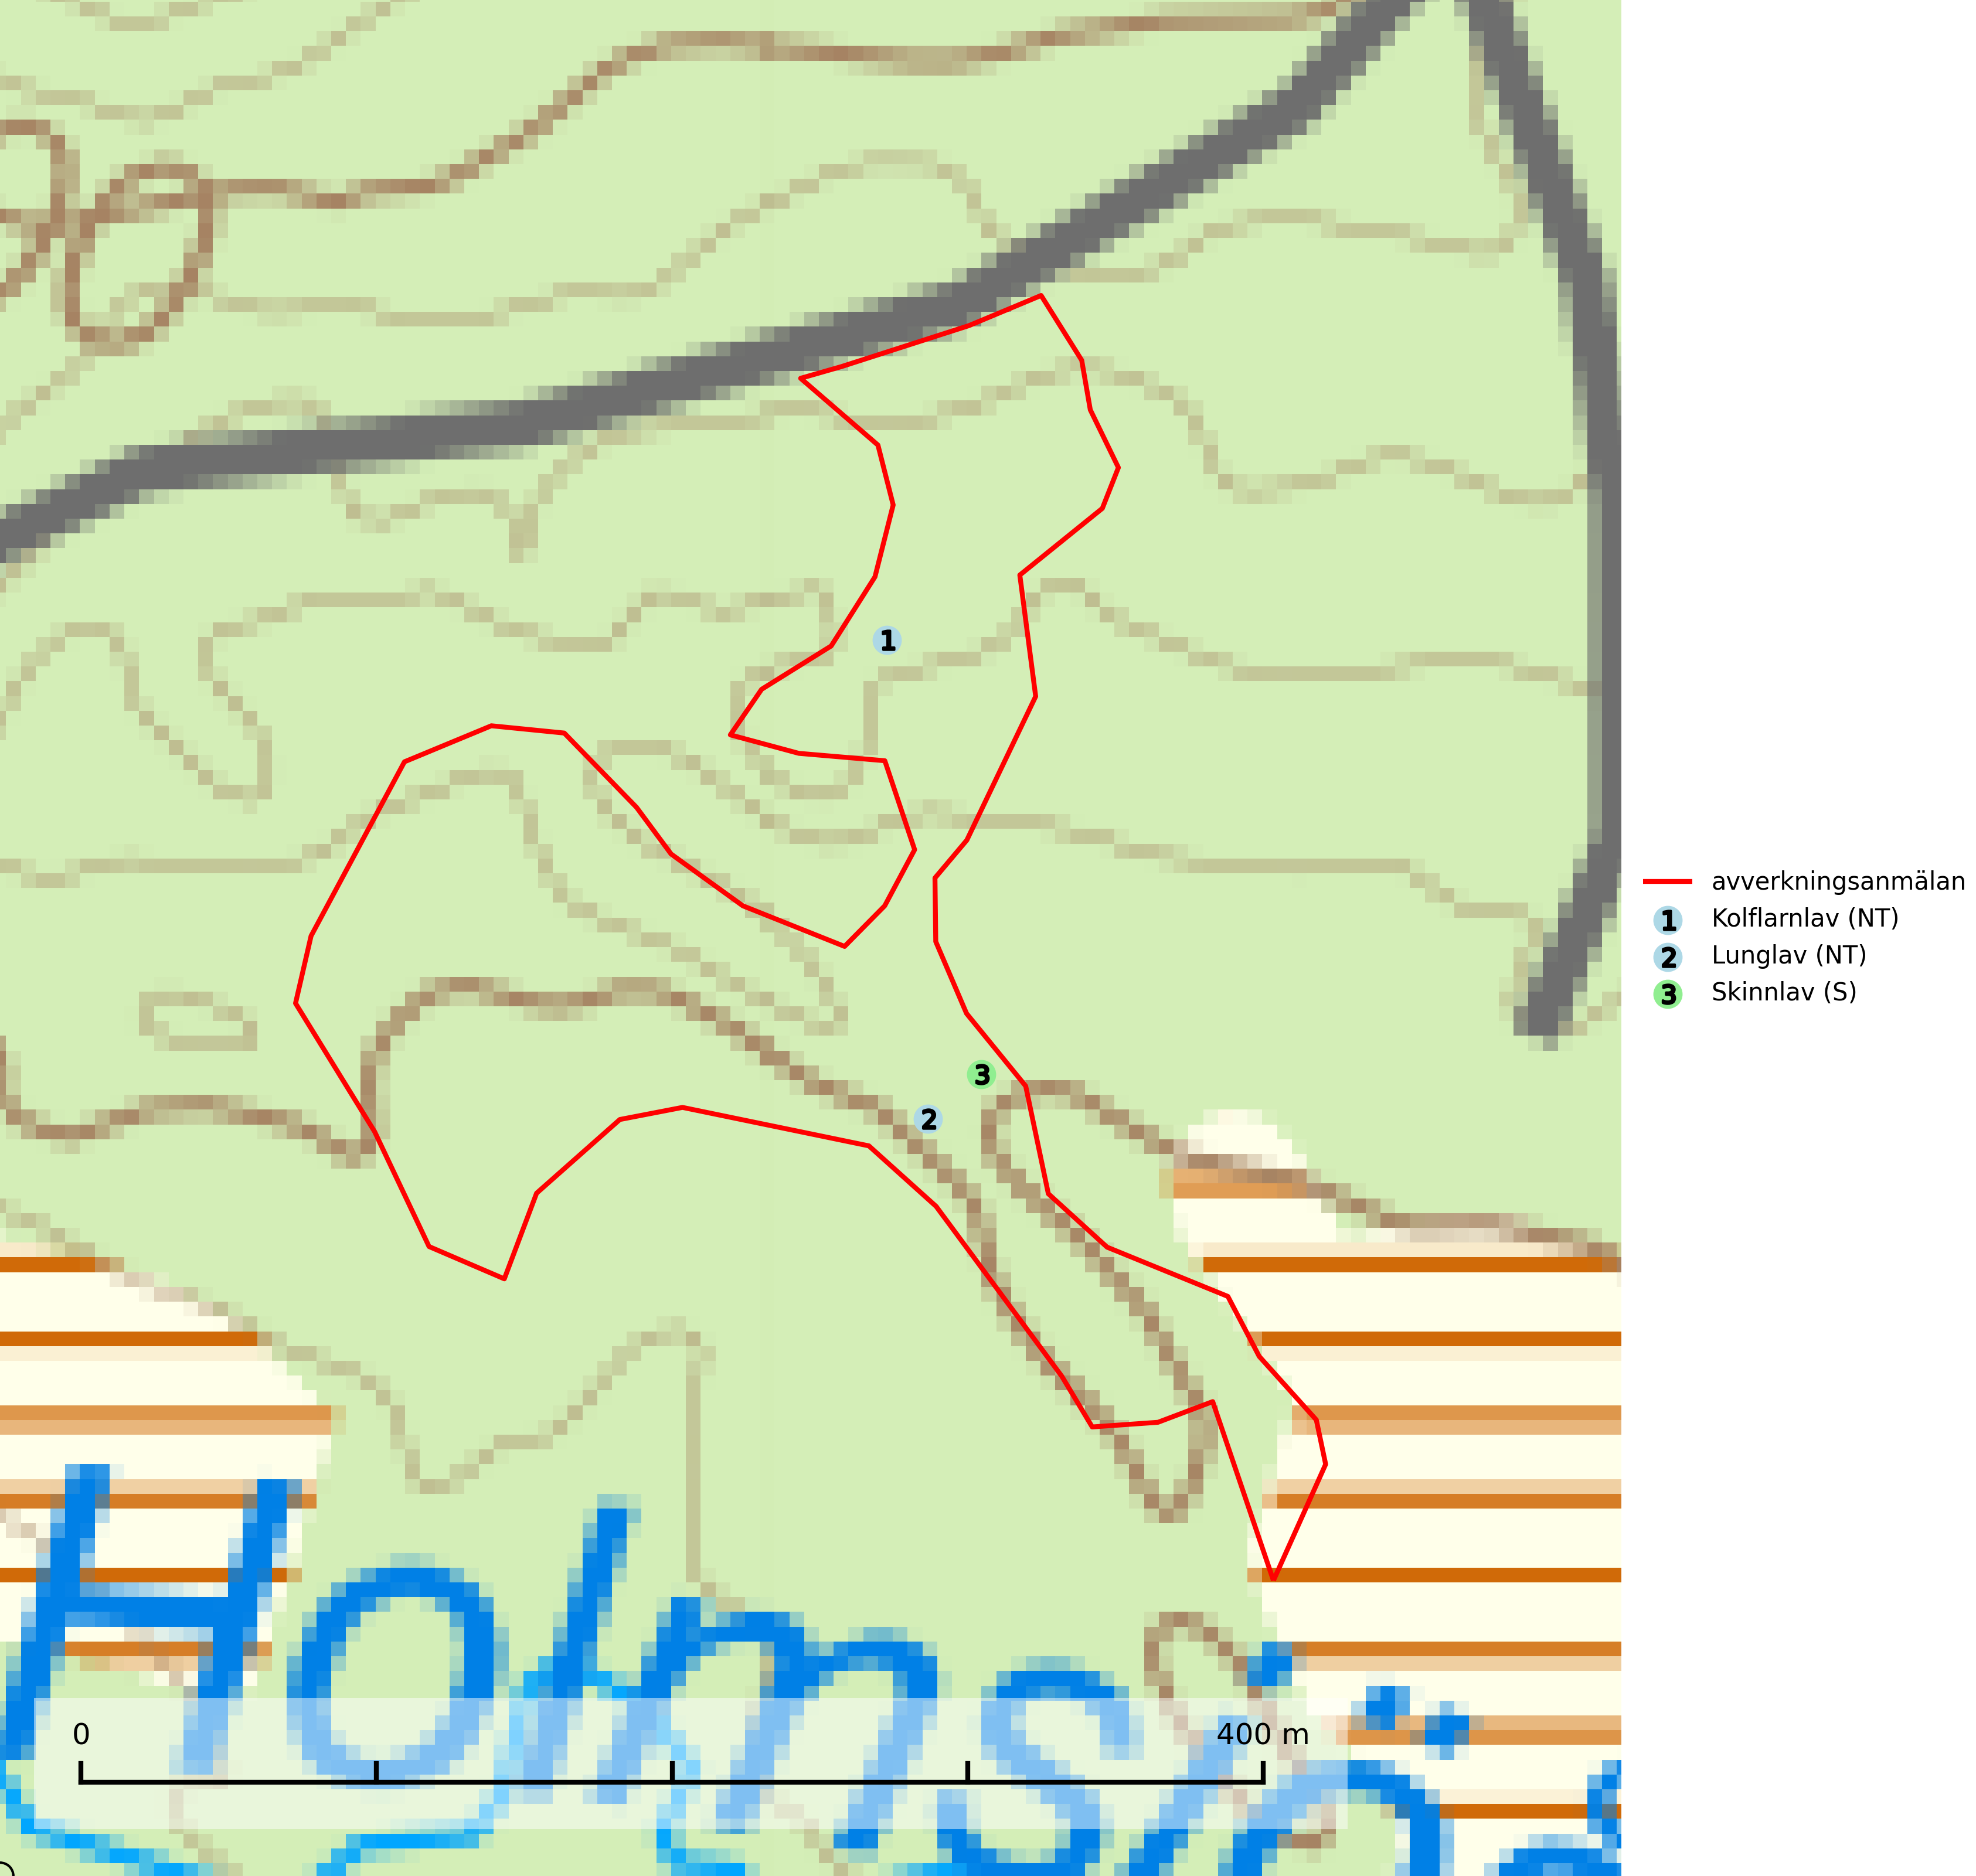 1
2
3
avverkningsanmälan
1 Kolflarnlav (NT)
2 Lunglav (NT)
3 Skinnlav (S)
0 400 m